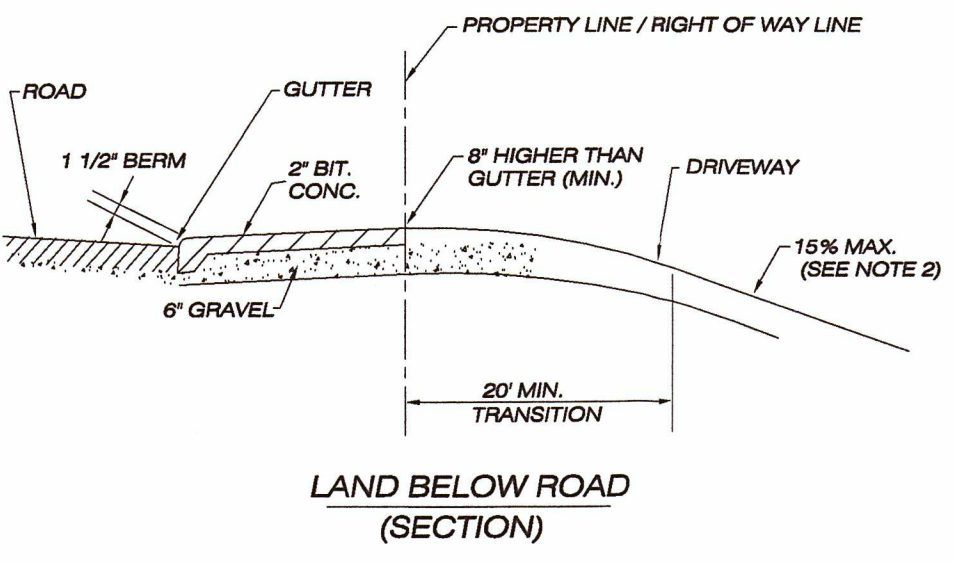 PROPERTY LINE / RIGHT OF WAY LINE
ROAD
GUTTER
1 1/2" BERM
2" BIT.
CONC.
8" HIGHER THAN
GUTTER (MIN.)
DRIVEWAY
15% MAX.
(SEE NOTE 2)
6" GRAVEL
20' MIN.
TRANSITION
LAND BELOW ROAD
(SECTION)